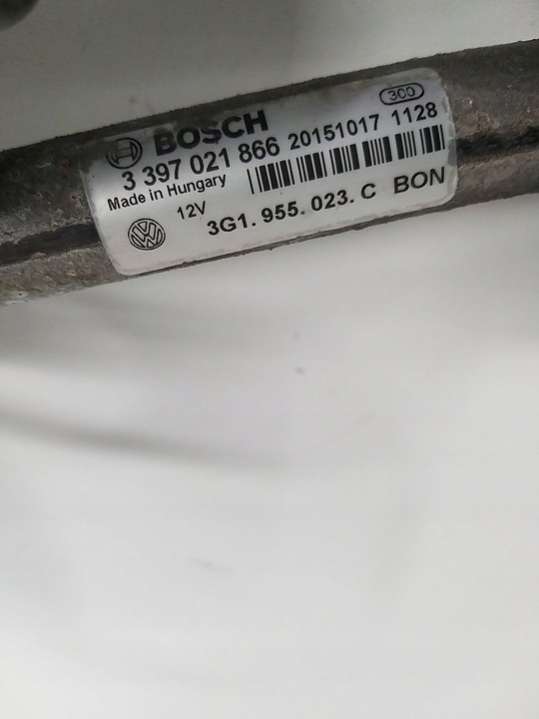 300
BOSCH
3 397 021 866 20151017 1128
Made in Hungary
12V
3G1. 955. 023. C BON